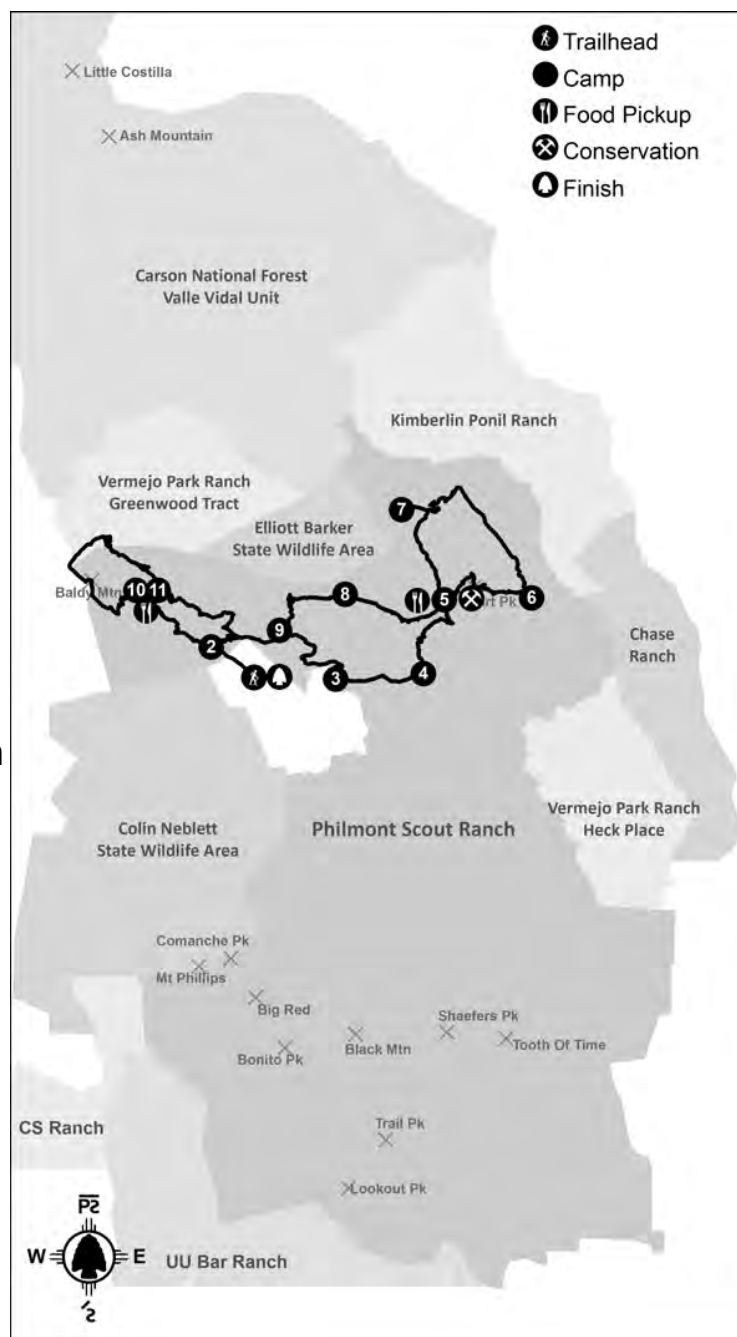 Trailhead
Camp
Food Pickup
Conservation
Finish
Little Costilla
Ash Mountain
Carson National Forest
Valle Vidal Unit
Kimberlin Ponil Ranch
Vermejo Park Ranch
Greenwood Tract
Elliott Barker
State Wildlife Area
7
Baldy Mtn
10 11
8
5
rt Pk
6
9
2
3
4
Chase
Ranch
Colin Neblett
State Wildlife Area
Philmont Scout Ranch
Vermejo Park Ranch
Heck Place
Comanche Pk
Mt Phillips
Big Red
Bonito Pk
Black Mtn
Shaefers Pk
Tooth Of Time
Trail Pk
Lookout Pk
CS Ranch
W E
UU Bar Ranch